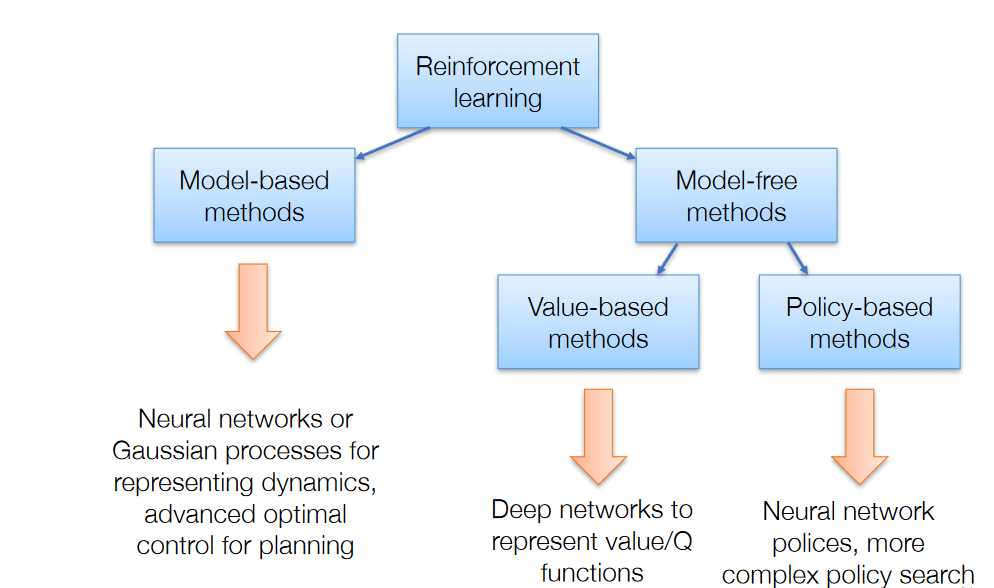 Reinforcement
learning
Model-based
methods
Model-free
methods
Value-based
methods
Policy-based
methods
Neural networks or
Gaussian processes for
representing dynamics,
advanced optimal
control for planning
Deep networks to
represent value/Q
functions
Neural network
polices, more
complex policy search